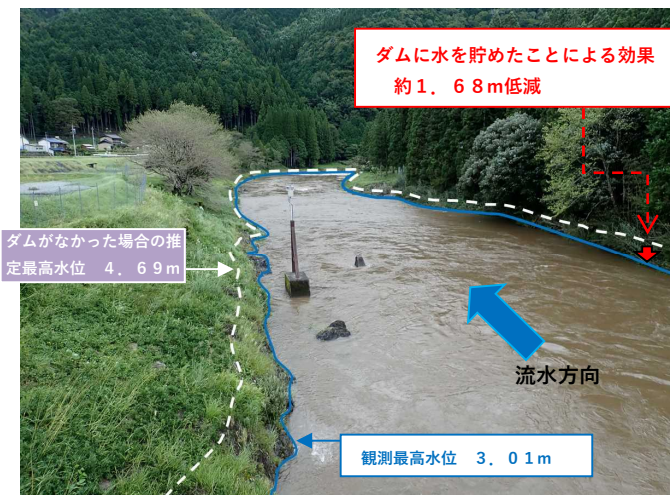 ダムに水を貯めたことによる効果
約１．６８ｍ低減
ダムがなかった場合の推
定最高水位　４．６９ｍ
流水方向
観測最高水位　３．０１ｍ